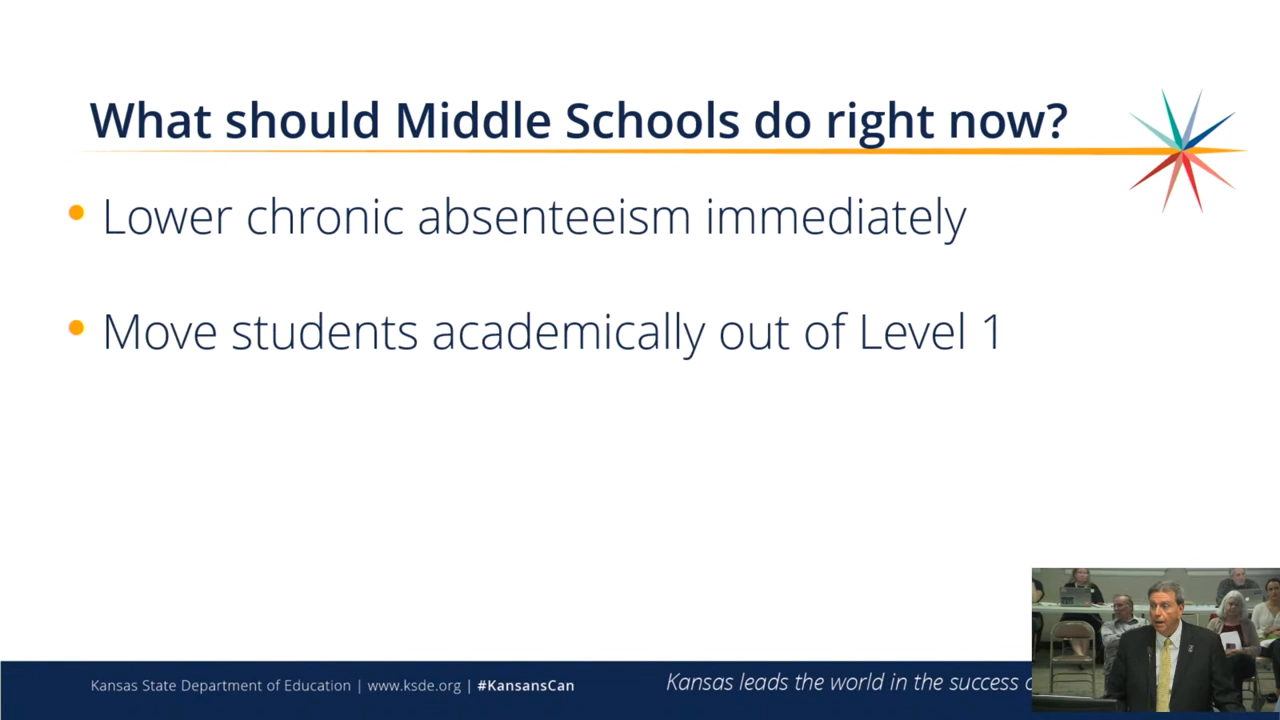 What should Middle Schools do right now?
• Lower chronic absenteeism immediately
• Move students academically out of Level 1
Kansas State Department of Education | www.ksde.org | #KansansCan
Kansas leads the world in the success